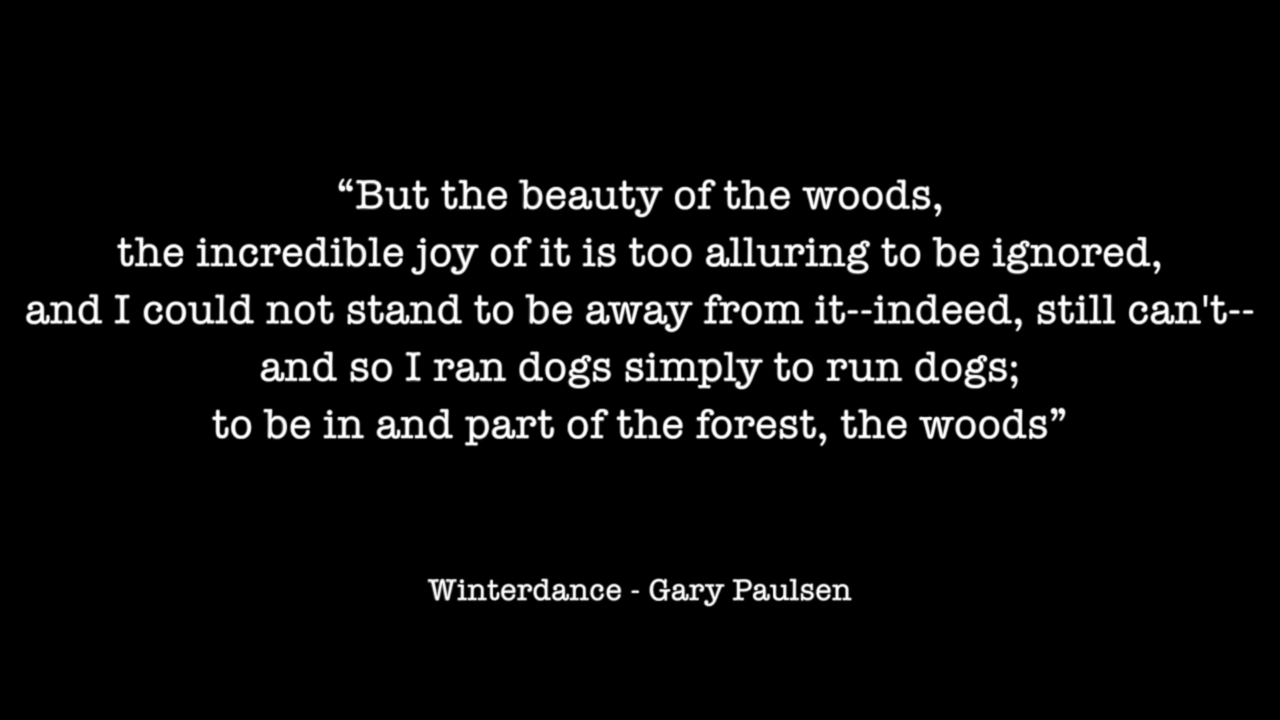 “But the beauty of the woods,
the incredible joy of it is too alluring to be ignored,
and I could not stand to be away from it--indeed, still can't--
and so I ran dogs simply to run dogs;
to be in and part of the forest, the woods”
Winterdance - Gary Paulsen